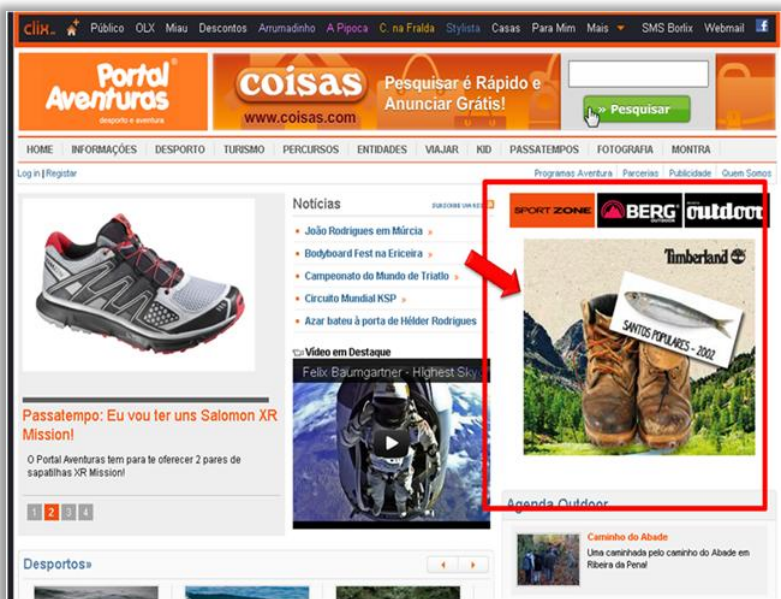 clix Público OLX Miau Descontos Arrumadinho A Pipoca C. na Fralda Stylista Casas Para Mim Mais SMS Borlix Webmail
Portal
Aventuras
desporto e aventura
coisas
www.coisas.com
Pesquisar é Rápido e
Anunciar Grátis!
» Pesquisar
HOME INFORMAÇÕES DESPORTO TURISMO PERCURSOS ENTIDADES VIAJAR KID PASSATEMPOS FOTOGRAFIA MONTRA
Log in | Registar
Programas Aventura Parcerias Publicidade Quem Somos
Notícias
João Rodrigues em Múrcia »
Bodyboard Fest na Ericeira »
Campeonato do Mundo de Triatlo »
Circuito Mundial KSP »
Azar bateu à porta de Hélder Rodrigues
Vídeo em Destaque
Felix Baumgartner - Highest Sky
SPORT ZONE
BERG
OUTDOOR
outdoor
Timberland
SANTOS POPULARES - 2002
Passatempo: Eu vou ter uns Salomon XR
Mission!
O Portal Aventuras tem para te oferecer 2 pares de
sapatilhas XR Mission!
1 2 3 4
Agenda Outdoor
Caminho do Abade
Uma caminhada pelo caminho do Abade em
Ribeira da Pena!
Desportos»